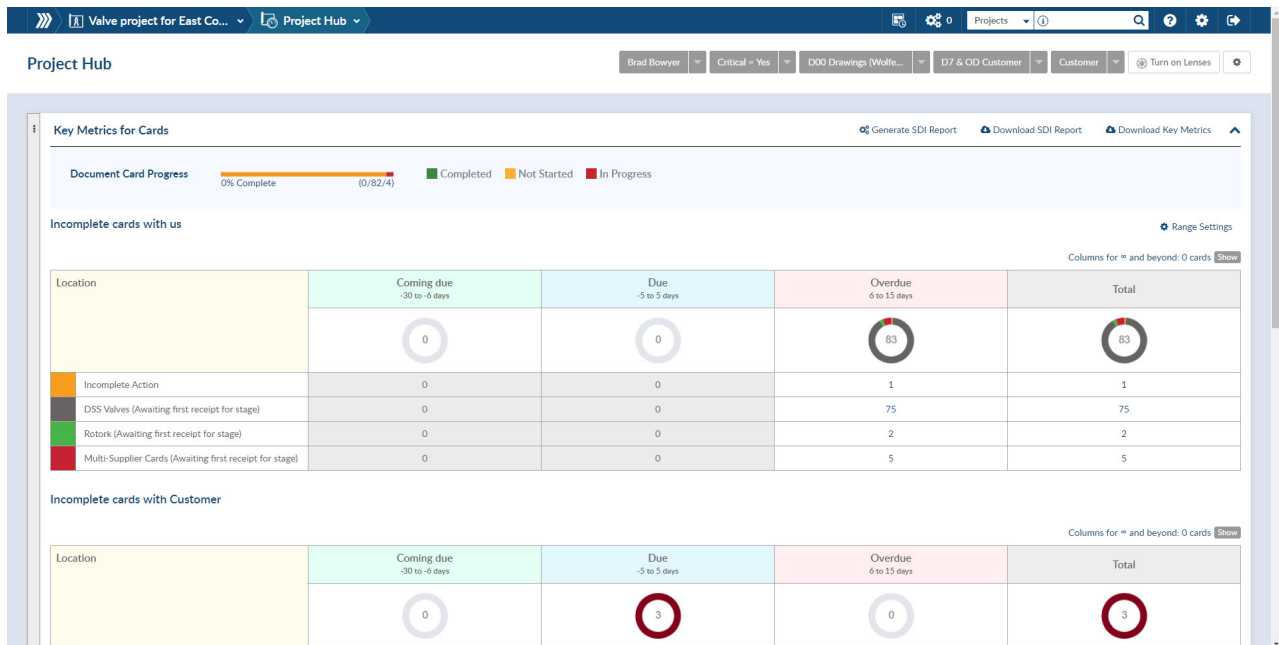 Valve project for East Co... Project Hub 0 Projects
Project Hub Brad Bowyer Critical = Yes D00 Drawings (Wolfe... D7 & OD Customer Customer Turn on Lenses
Key Metrics for Cards Generate SDI Report Download SDI Report Download Key Metrics
Document Card Progress 0% Complete (0/82/4) Completed Not Started In Progress
Incomplete cards with us Range Settings
Columns for ∞ and beyond: 0 cards Show
Location Coming due Due Overdue Total
-30 to -6 days -5 to 5 days 6 to 15 days
0 0 83 83
Incomplete Action 0 0 1 1
DSS Valves (Awaiting first receipt for stage) 0 0 75 75
Rotork (Awaiting first receipt for stage) 0 0 2 2
Multi-Supplier Cards (Awaiting first receipt for stage) 0 0 5 5
Incomplete cards with Customer
Columns for ∞ and beyond: 0 cards Show
Location Coming due Due Overdue Total
-30 to -6 days -5 to 5 days 6 to 15 days
0 3 0 3